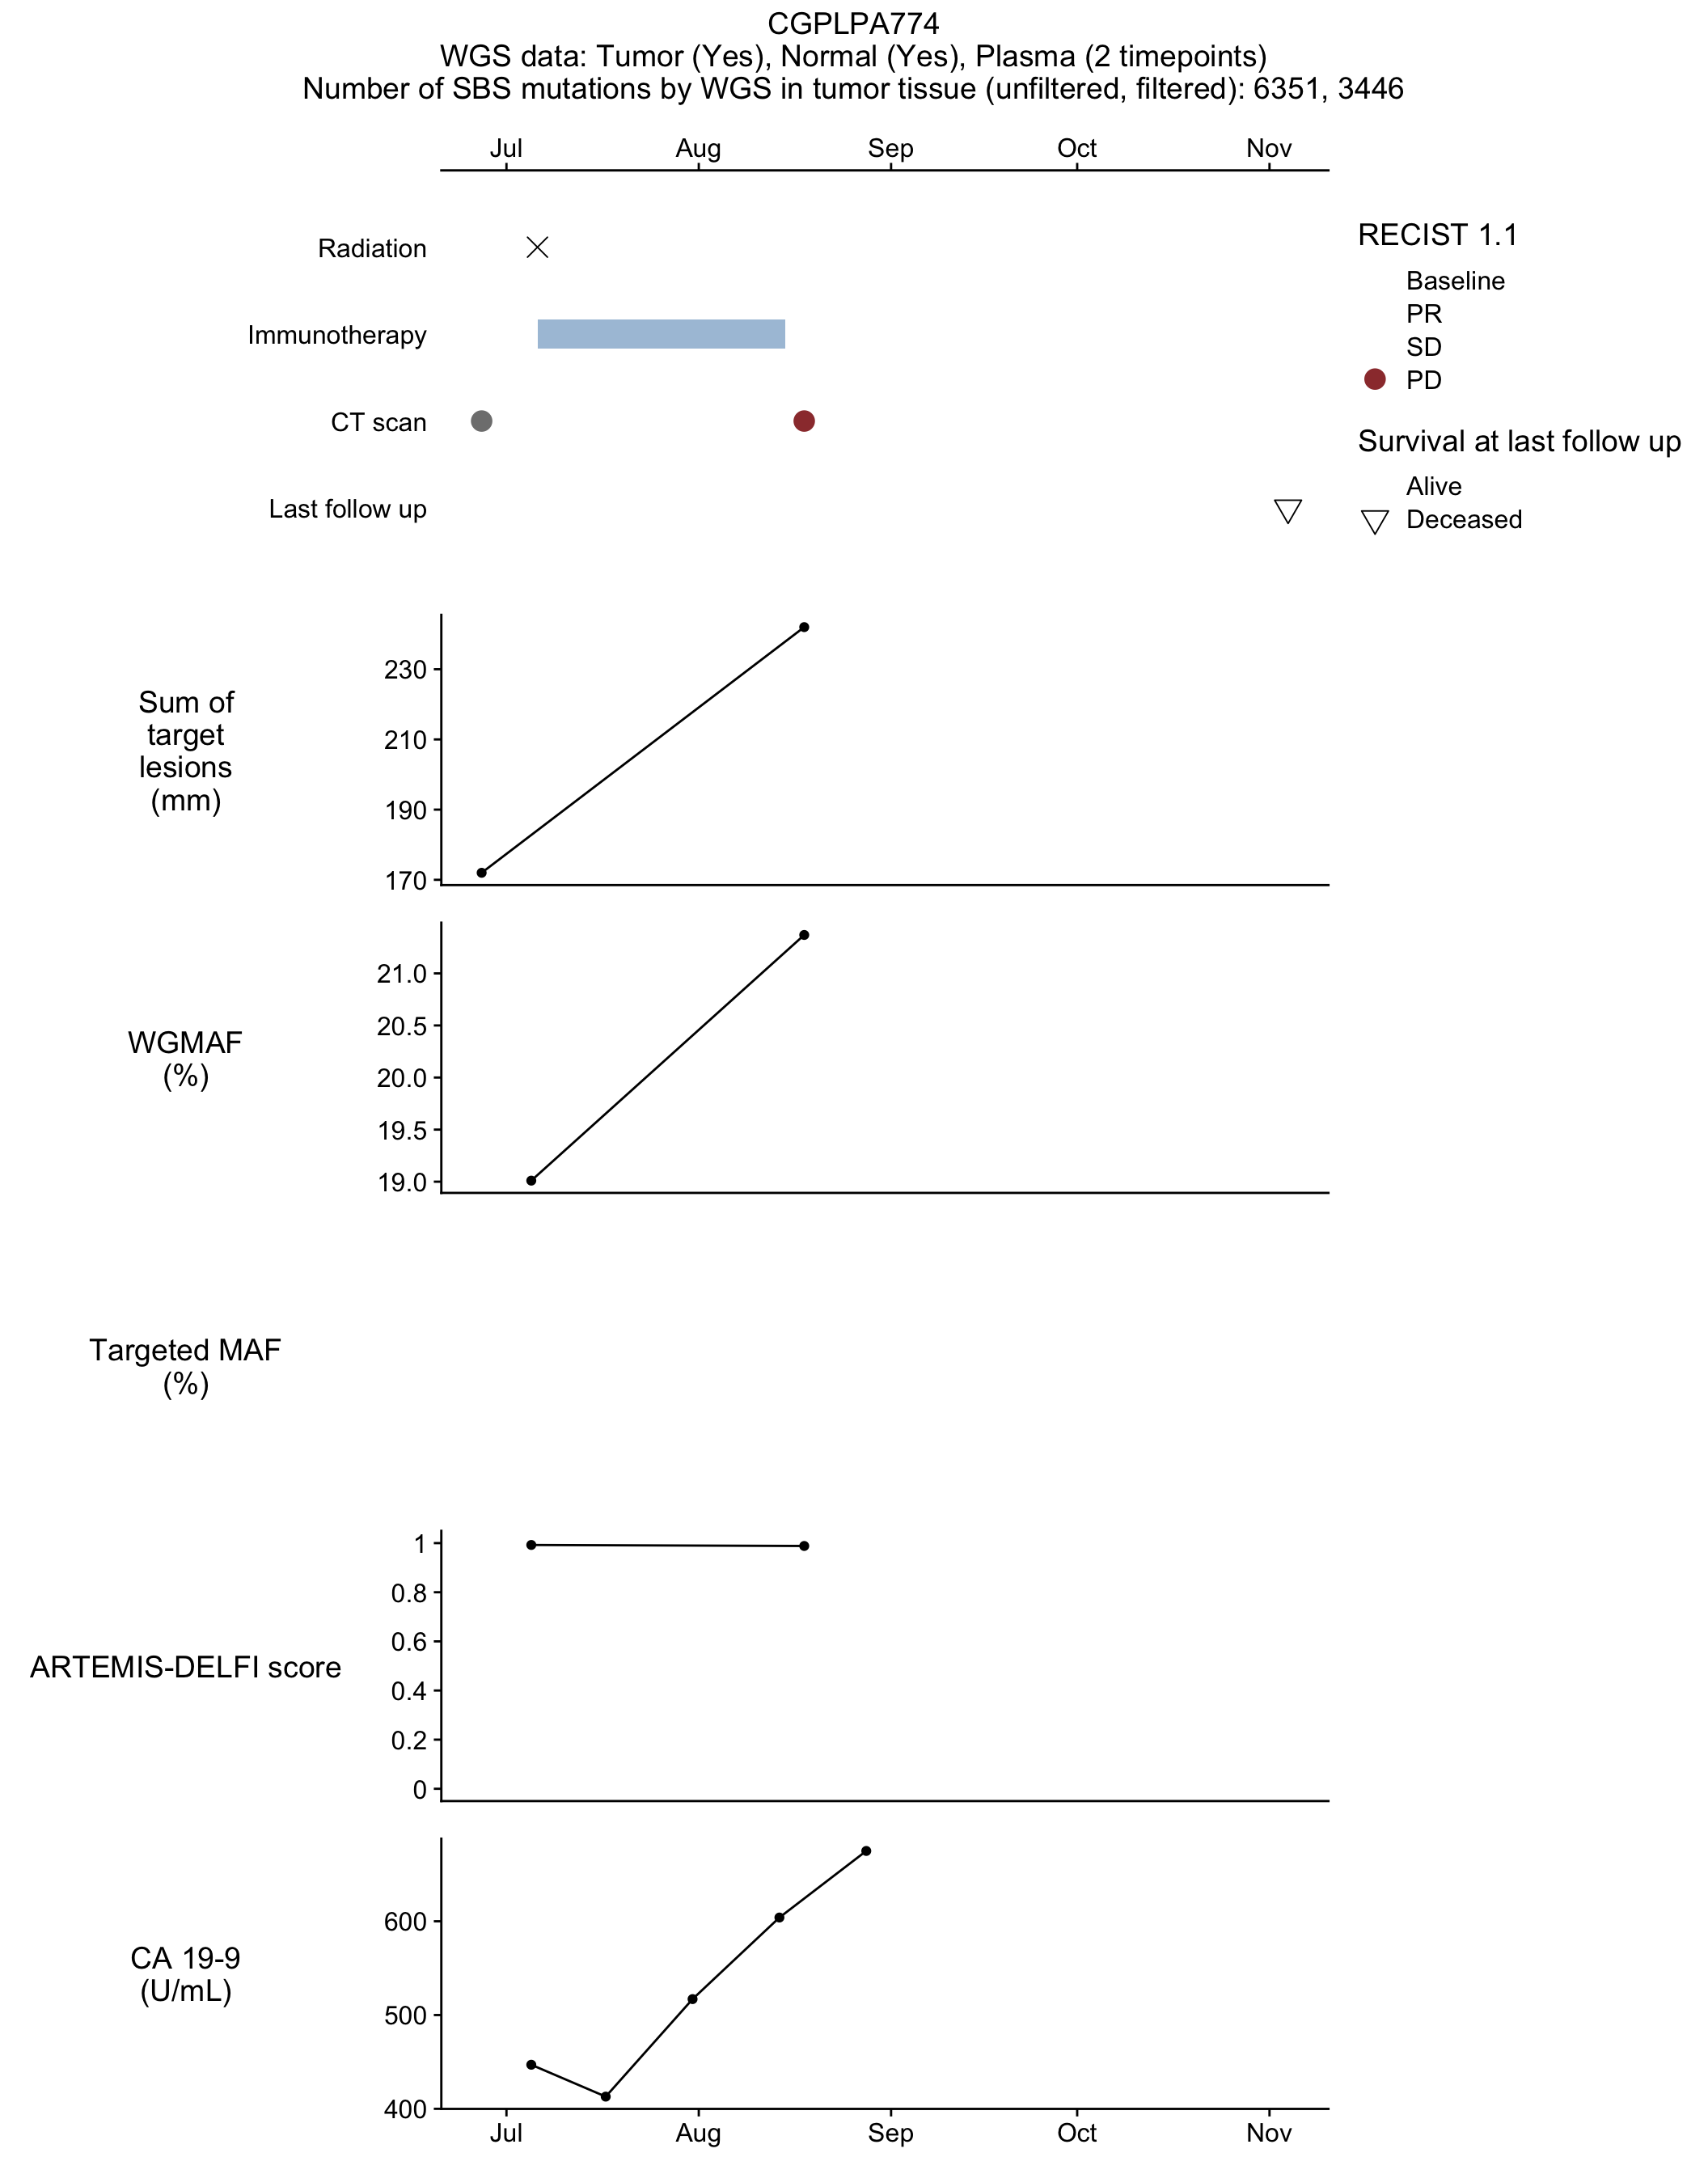 CGPLPA774
WGS data: Tumor (Yes), Normal (Yes), Plasma (2 timepoints)
Number of SBS mutations by WGS in tumor tissue (unfiltered, filtered): 6351, 3446
Jul Aug Sep Oct Nov
Radiation
Immunotherapy
CT scan
Last follow up
RECIST 1.1
Baseline
PR
SD
PD
Survival at last follow up
Alive
Deceased
Sum of
target
lesions
(mm)
230
210
190
170
WGMAF
(%)
21.0
20.5
20.0
19.5
19.0
Targeted MAF
(%)
ARTEMIS-DELFI score
1
0.8
0.6
0.4
0.2
0
CA 19-9
(U/mL)
600
500
400
Jul Aug Sep Oct Nov